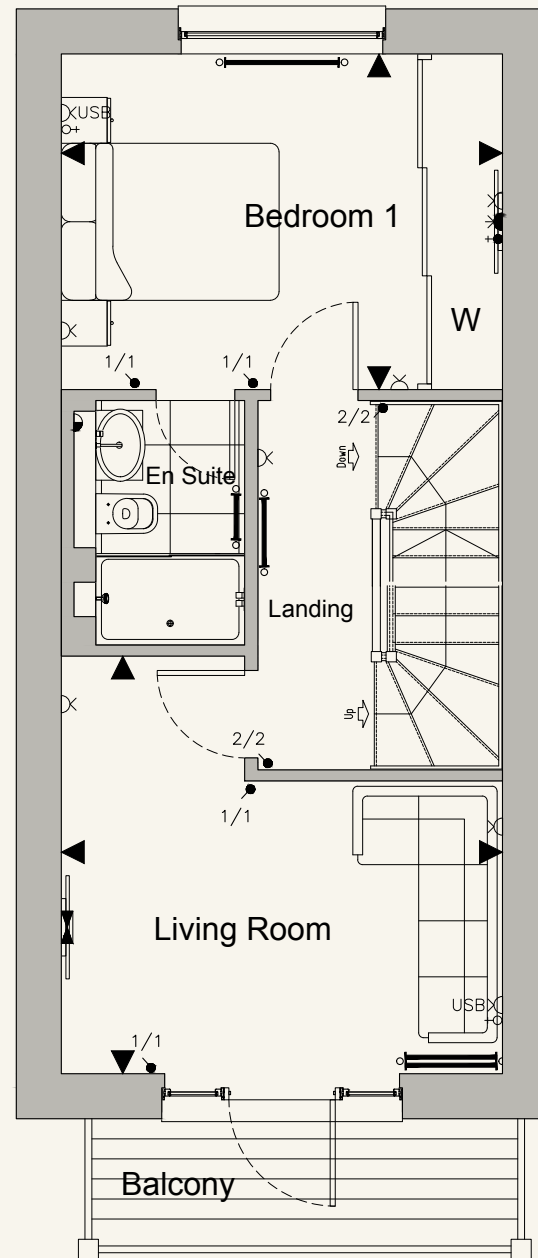 USB
Bedroom 1
W
1/1
1/1
2/2
Down
En Suite
Landing
Up
2/2
1/1
Living Room
USB
1/1
Balcony